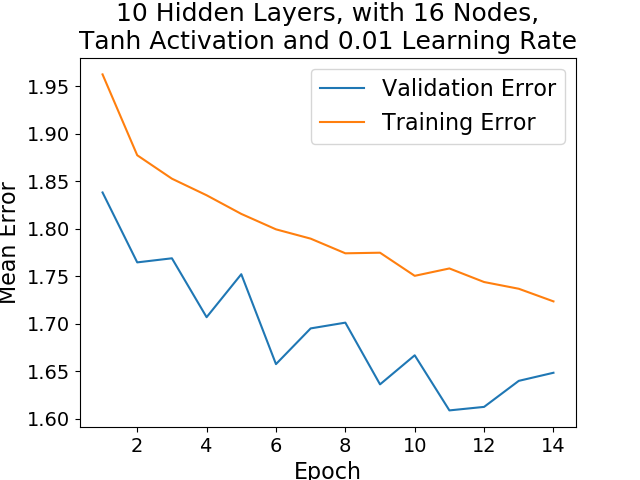 10 Hidden Layers, with 16 Nodes,
Tanh Activation and 0.01 Learning Rate
Validation Error
Training Error
Mean Error
1.95
1.90
1.85
1.80
1.75
1.70
1.65
1.60
2 4 6 8 10 12 14
Epoch